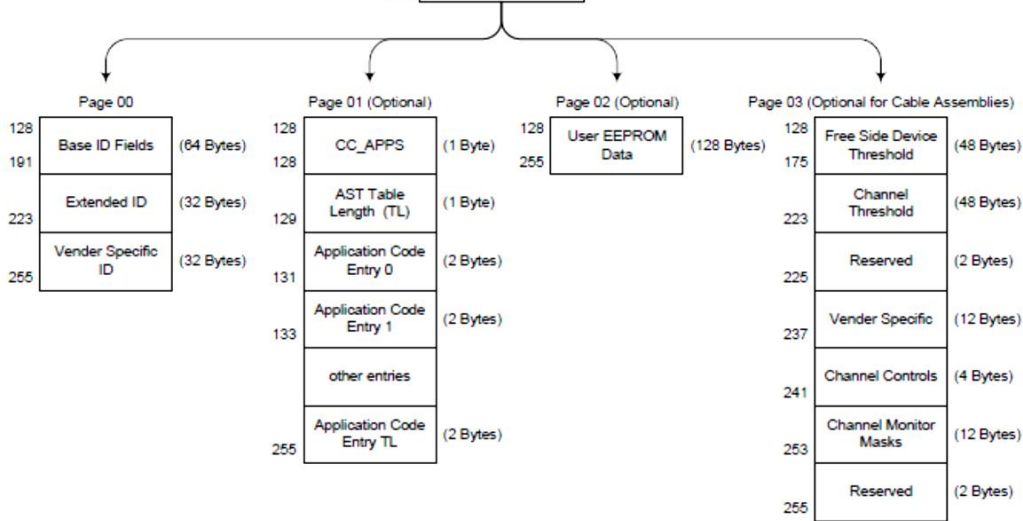 Page 00
128
Base ID Fields
(64 Bytes)
191
Extended ID
(32 Bytes)
223
Vender Specific
ID
(32 Bytes)
255
Page 01 (Optional)
128
CC_APPS
(1 Byte)
128
AST Table
Length (TL)
(1 Byte)
129
Application Code
Entry 0
(2 Bytes)
131
Application Code
Entry 1
(2 Bytes)
133
other entries
Application Code
Entry TL
(2 Bytes)
255
Page 02 (Optional)
128
User EEPROM
Data
(128 Bytes)
255
Page 03 (Optional for Cable Assemblies)
128
Free Side Device
Threshold
(48 Bytes)
175
Channel
Threshold
(48 Bytes)
223
Reserved
(2 Bytes)
225
Vender Specific
(12 Bytes)
237
Channel Controls
(4 Bytes)
241
Channel Monitor
Masks
(12 Bytes)
253
Reserved
(2 Bytes)
255